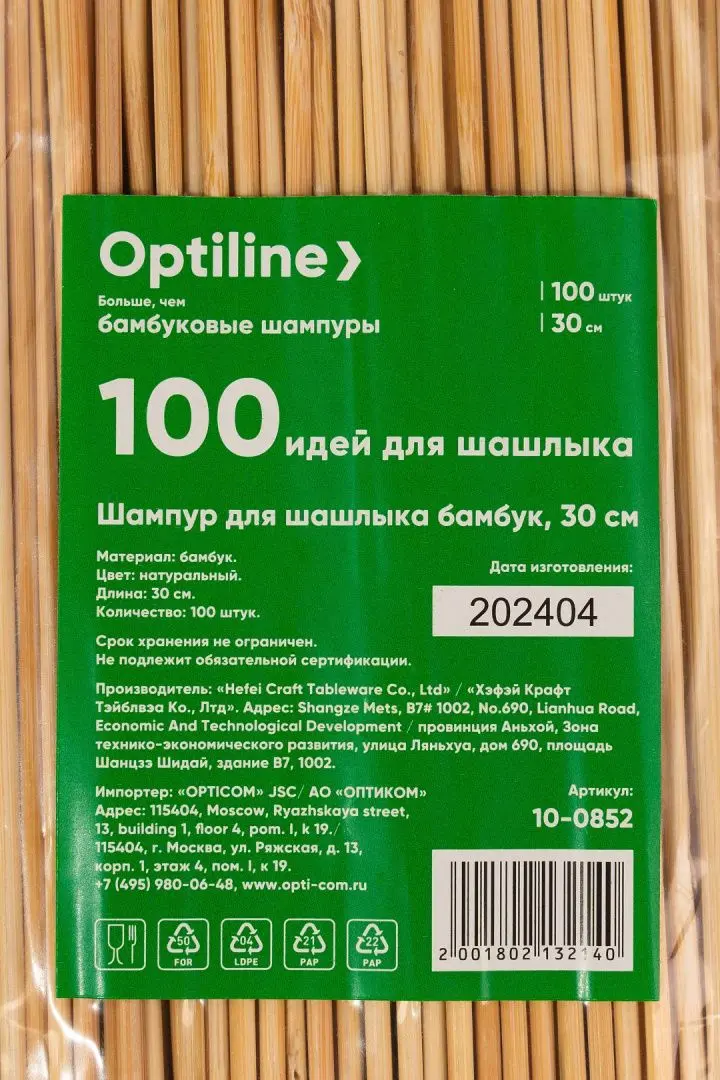 Optiline
Больше, чем
бамбуковые шампуры
100 штук
30 см
100 идей для шашлыка
Шампур для шашлыка бамбук, 30 см
Материал: бамбук.
Цвет: натуральный.
Длина: 30 см.
Количество: 100 штук.
Дата изготовления:
202404
Срок хранения не ограничен.
Не подлежит обязательной сертификации.
Производитель: «Hefei Craft Tableware Co., Ltd» / «Хэфэй Крафт
Тэйблвэа Ко., Лтд». Адрес: Shangze Mets, B7# 1002, No.690, Lianhua Road,
Economic And Technological Development / провинция Аньхой, Зона
технико-экономического развития, улица Ляньхуа, дом 690, площадь
Шанцзэ Шидай, здание B7, 1002.
Импортер: «OPTICOM» JSC/ АО «ОПТИКОМ»
Адрес: 115404, Moscow, Ryazhskaya street,
13, building 1, floor 4, pom. I, k 19./
115404, г. Москва, ул. Ряжская, д. 13,
корп. 1, этаж 4, пом. I, к 19.
+7 (495) 980-06-48, www.opti-com.ru
Артикул:
10-0852
50
FOR
04
LDPE
21
PAP
22
PAP
2 001802 132140